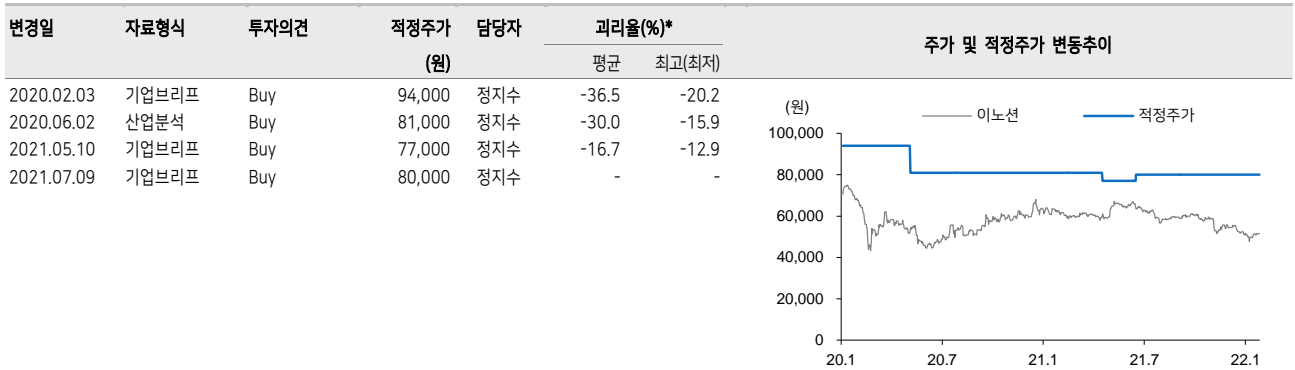 변경일 자료형식 투자의견 적정주가 담당자 괴리율(%)*
(원) 평균 최고(최저)
2020.02.03 기업브리프 Buy 94,000 정지수 -36.5 -20.2
2020.06.02 산업분석 Buy 81,000 정지수 -30.0 -15.9
2021.05.10 기업브리프 Buy 77,000 정지수 -16.7 -12.9
2021.07.09 기업브리프 Buy 80,000 정지수 - -
주가 및 적정주가 변동추이
(원)
이노션 적정주가
100,000
80,000
60,000
40,000
20,000
0
20.1 20.7 21.1 21.7 22.1